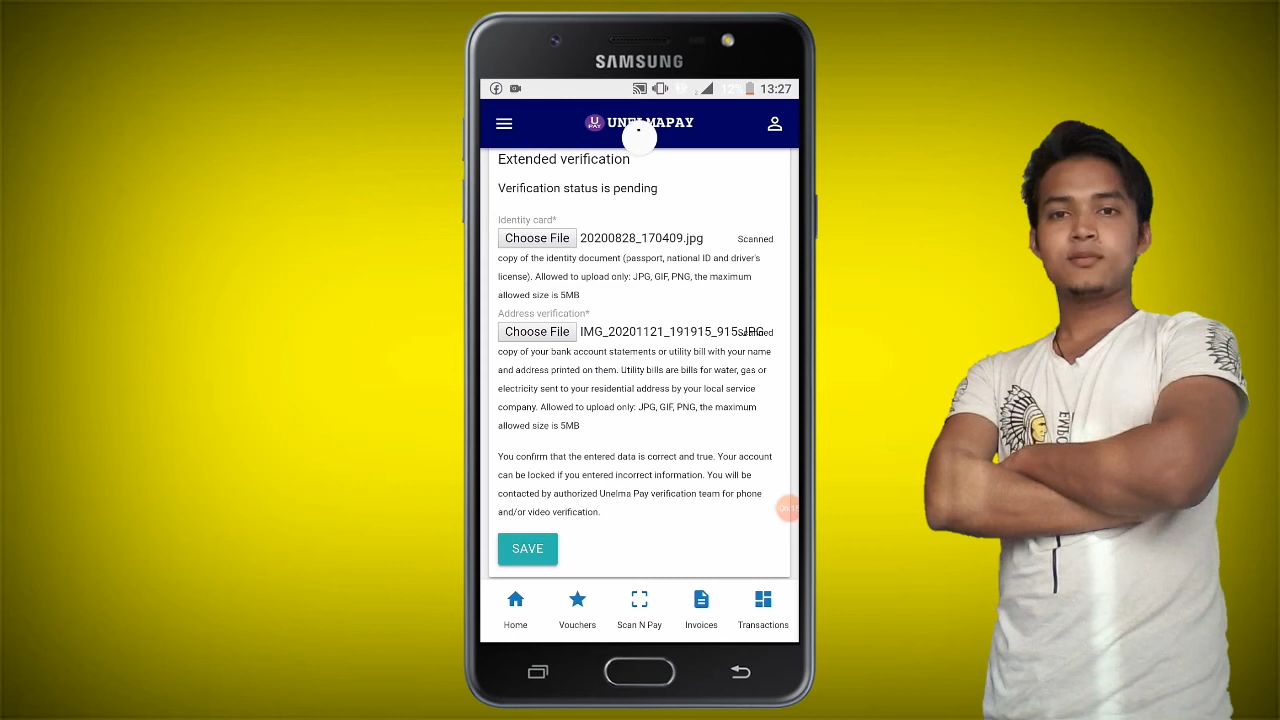 SAMSUNG
12% 13:27
U PAY UNELMAPAY
Extended verification
Verification status is pending
Identity card*
Choose File 20200828_170409.jpg Scanned
copy of the identity document (passport, national ID and driver's
license). Allowed to upload only: JPG, GIF, PNG, the maximum
allowed size is 5MB
Address verification*
Choose File IMG_20201121_191915_915.JPG Scanned
copy of your bank account statements or utility bill with your name
and address printed on them. Utility bills are bills for water, gas or
electricity sent to your residential address by your local service
company. Allowed to upload only: JPG, GIF, PNG, the maximum
allowed size is 5MB
You confirm that the entered data is correct and true. Your account
can be locked if you entered incorrect information. You will be
contacted by authorized Unelma Pay verification team for phone
and/or video verification.
SAVE
Home Vouchers Scan N Pay Invoices Transactions